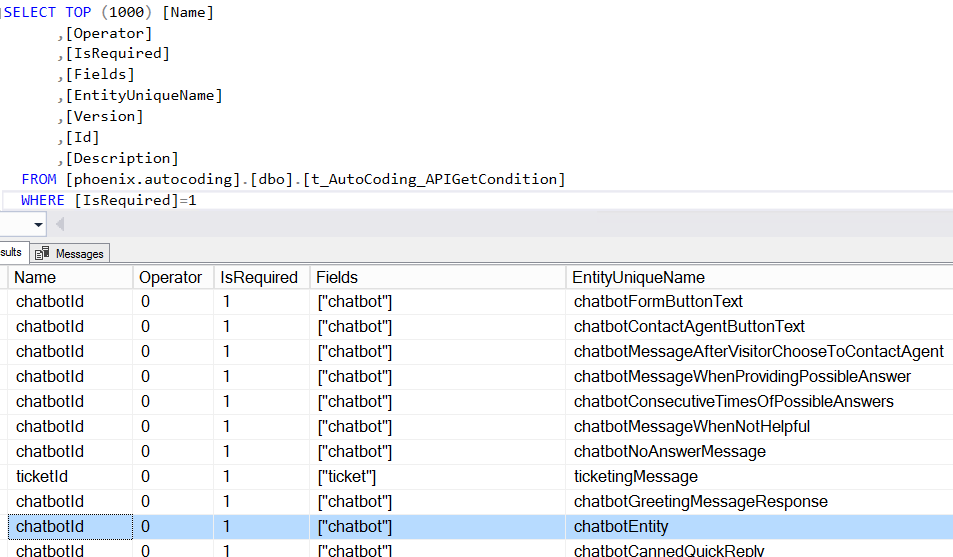 SELECT TOP (1000) [Name]
,[Operator]
,[IsRequired]
,[Fields]
,[EntityUniqueName]
,[Version]
,[Id]
,[Description]
FROM [phoenix.autocoding].[dbo].[t_AutoCoding_APIGetCondition]
WHERE [IsRequired]=1
sults Messages
Name Operator IsRequired Fields EntityUniqueName
chatbotId 0 1 ["chatbot"] chatbotFormButtonText
chatbotId 0 1 ["chatbot"] chatbotContactAgentButtonText
chatbotId 0 1 ["chatbot"] chatbotMessageAfterVisitorChooseToContactAgent
chatbotId 0 1 ["chatbot"] chatbotMessageWhenProvidingPossibleAnswer
chatbotId 0 1 ["chatbot"] chatbotConsecutiveTimesOfPossibleAnswers
chatbotId 0 1 ["chatbot"] chatbotMessageWhenNotHelpful
chatbotId 0 1 ["chatbot"] chatbotNoAnswerMessage
ticketId 0 1 ["ticket"] ticketingMessage
chatbotId 0 1 ["chatbot"] chatbotGreetingMessageResponse
chatbotId 0 1 ["chatbot"] chatbotEntity
chatbotId 0 1 ["chatbot"] chatbotCannedQuickReply